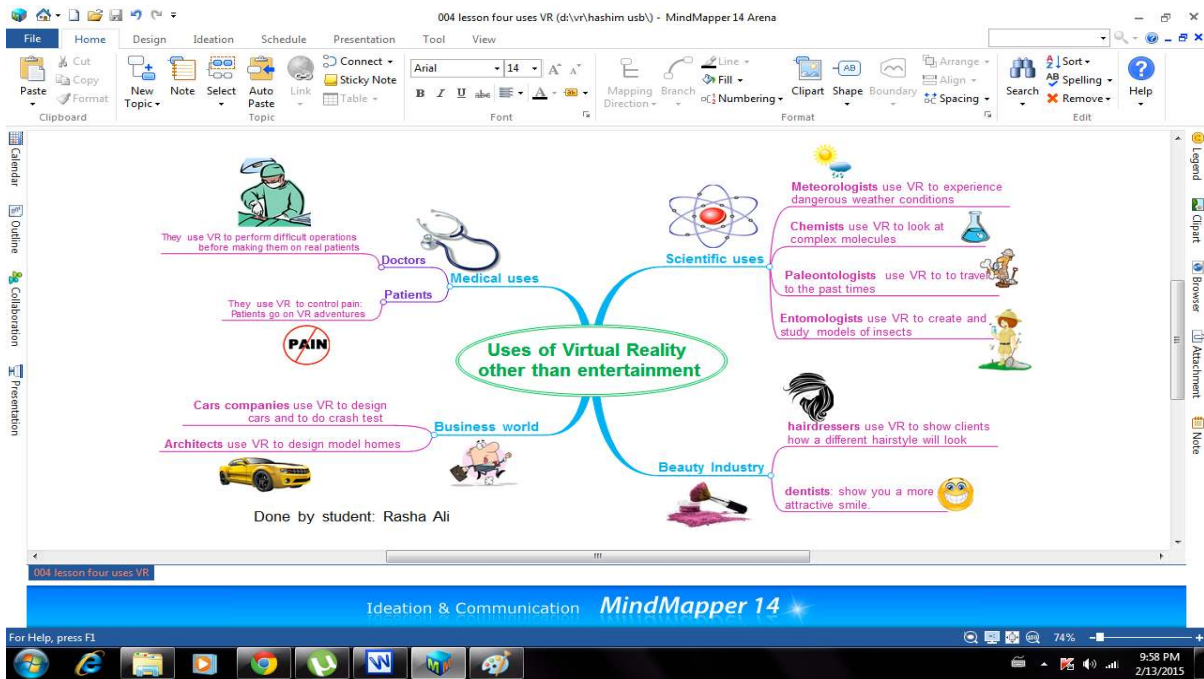 004 lesson four uses VR (d:\vr\hashim usb\) - MindMapper 14 Arena
File Home Design Ideation Schedule Presentation Tool View
Paste
Cut
Copy
Format
Clipboard
New Topic
Note
Select
Auto Paste
Link
Connect
Sticky Note
Table
Topic
Arial 14 A A
B I U abc A ab
Font
Mapping Direction
Branch
Line
Fill
Numbering
Clipart
Shape
AB
Boundary
Arrange
Align
Spacing
Format
Search
Sort
Spelling
Remove
Edit
Help
Calendar
Outline
Collaboration
Presentation
Legend
Clipart
Browser
Attachment
Note
They use VR to perform difficult operations
before making them on real patients
Doctors
Medical uses
Patients
They use VR to control pain:
Patients go on VR adventures
PAIN
Scientific uses
Meteorologists use VR to experience
dangerous weather conditions
Chemists use VR to look at
complex molecules
Paleontologists use VR to to travel
to the past times
Entomologists use VR to create and
study models of insects
Uses of Virtual Reality
other than entertainment
Cars companies use VR to design
cars and to do crash test
Business world
Architects use VR to design model homes
hairdressers use VR to show clients
how a different hairstyle will look
Beauty Industry
dentists: show you a more
attractive smile.
Done by student: Rasha Ali
004 lesson four uses VR
Ideation & Communication MindMapper 14
For Help, press F1
74%
9:58 PM
2/13/2015